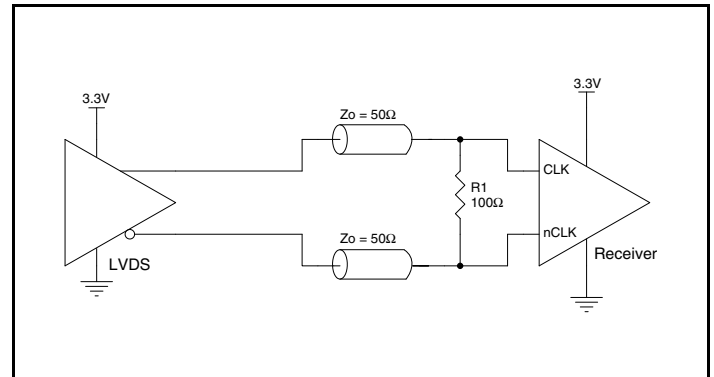 3.3V
3.3V
Zo = 50Ω
CLK
R1
100Ω
nCLK
Zo = 50Ω
Receiver
LVDS